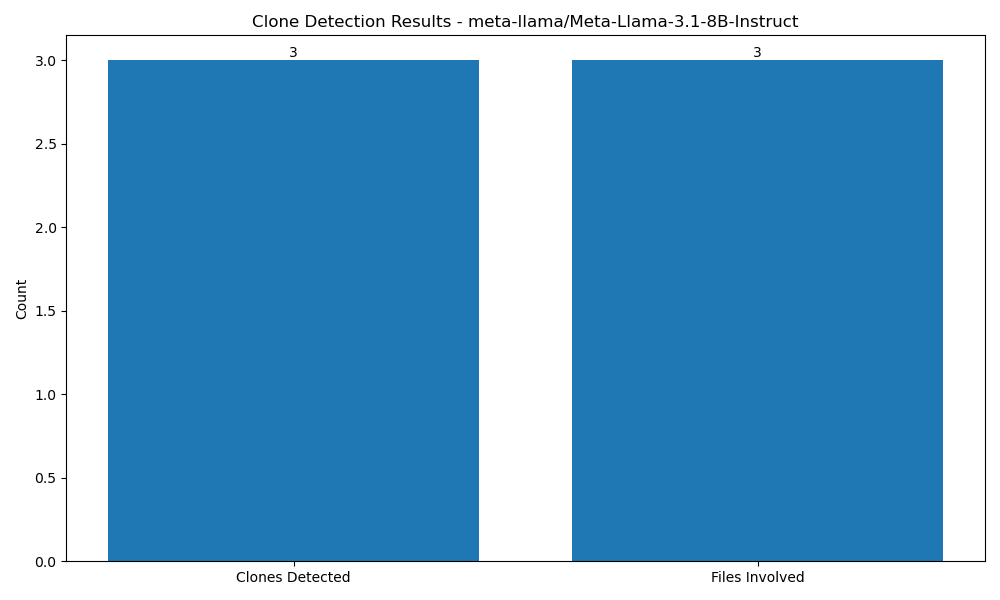 Clone Detection Results - meta-llama/Meta-Llama-3.1-8B-Instruct
3
3
3.0
2.5
2.0
1.5
1.0
0.5
0.0
Count
Clones Detected
Files Involved